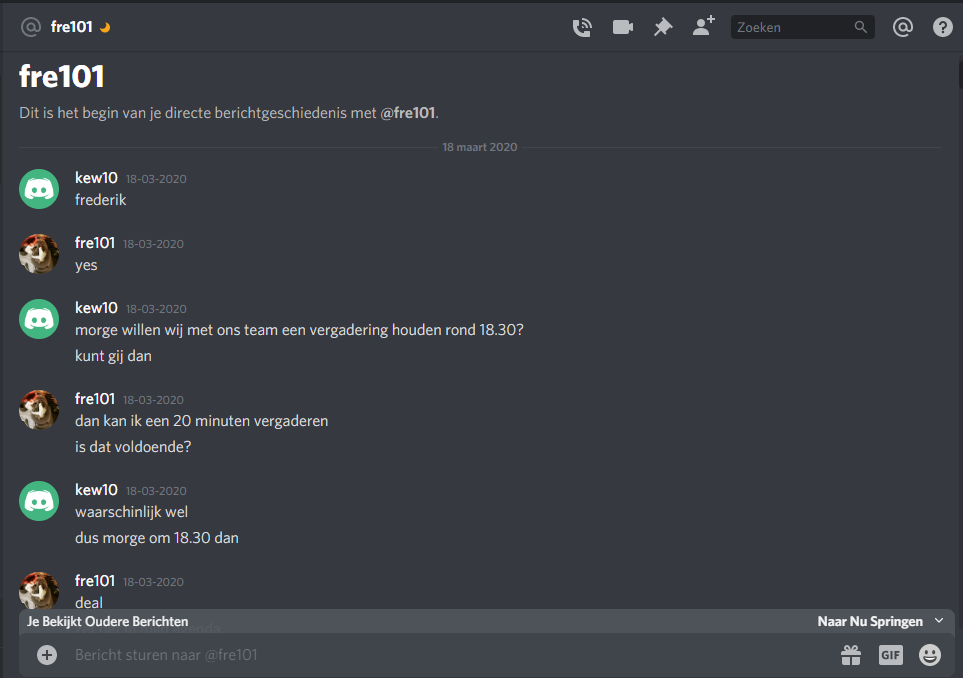 fre101
Zoeken
fre101
Dit is het begin van je directe berichtgeschiedenis met @fre101.
18 maart 2020
kew10 18-03-2020
frederik
fre101 18-03-2020
yes
kew10 18-03-2020
morge willen wij met ons team een vergadering houden rond 18.30?
kunt gij dan
fre101 18-03-2020
dan kan ik een 20 minuten vergaderen
is dat voldoende?
kew10 18-03-2020
waarschinlijk wel
dus morge om 18.30 dan
fre101 18-03-2020
deal
Je Bekijkt Oudere Berichten Naar Nu Springen
Bericht sturen naar @fre101 GIF